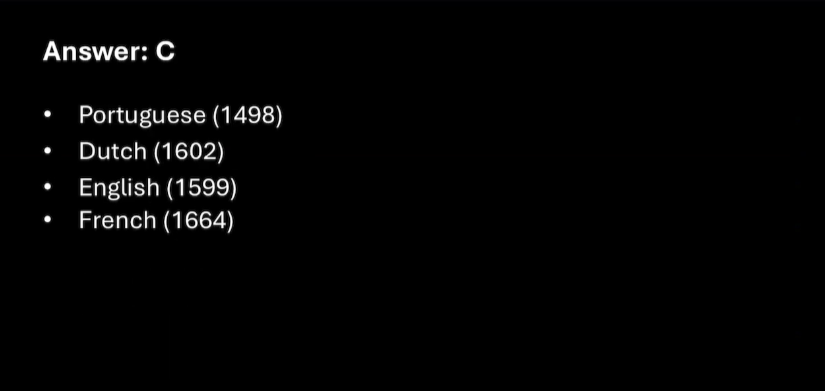 Answer: C
• Portuguese (1498)
• Dutch (1602)
• English (1599)
• French (1664)